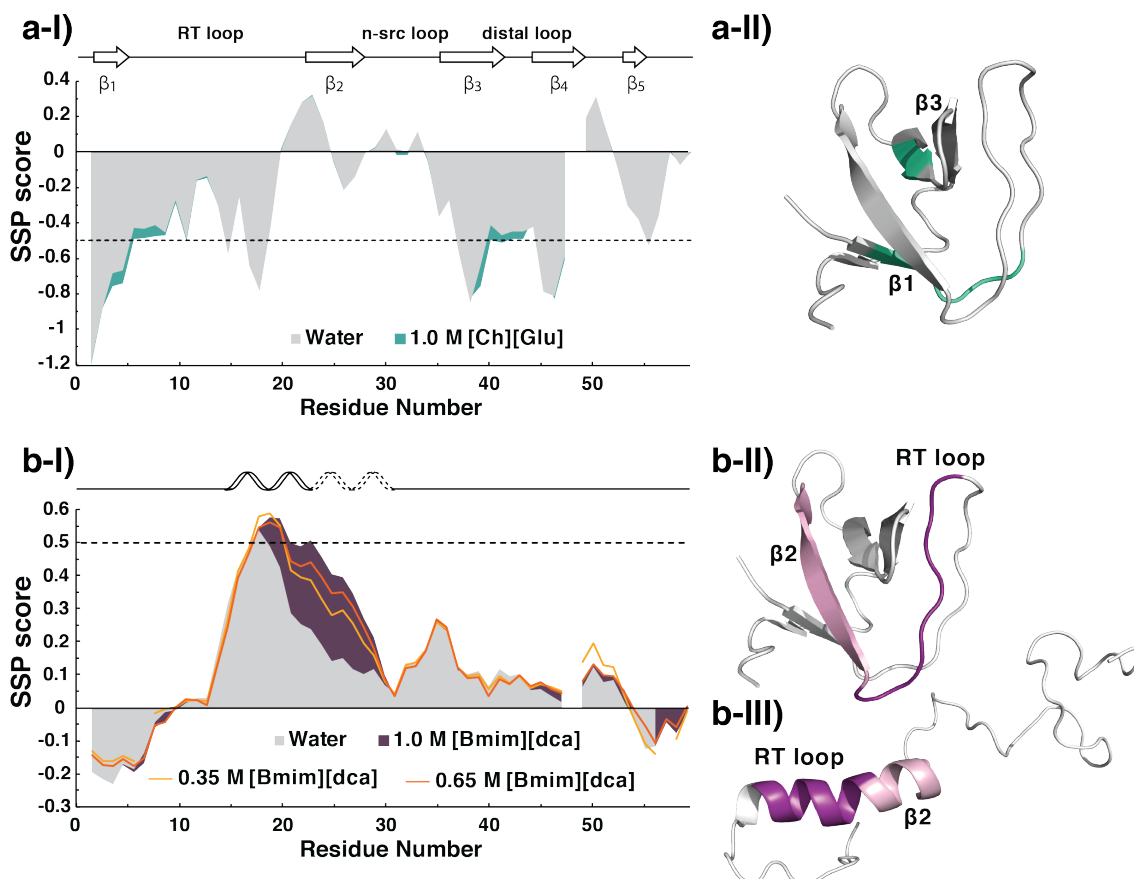 a-I)
RT loop n-src loop distal loop
β1 β2 β3 β4 β5
0.4
0.2
0
-0.2
-0.4
-0.6
-0.8
-1
-1.2
SSP score
Water 1.0 M [Ch][Glu]
0 10 20 30 40 50
Residue Number
a-II)
β3
β1
b-I)
0.6
0.5
0.4
0.3
0.2
0.1
0
-0.1
-0.2
-0.3
SSP score
Water 1.0 M [Bmim][dca]
0.35 M [Bmim][dca] 0.65 M [Bmim][dca]
0 10 20 30 40 50
Residue Number
b-II)
RT loop
β2
b-III)
RT loop
β2